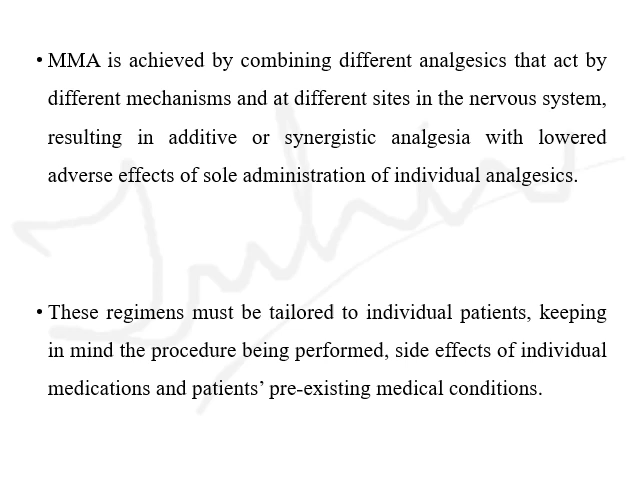 • MMA is achieved by combining different analgesics that act by
different mechanisms and at different sites in the nervous system,
resulting in additive or synergistic analgesia with lowered
adverse effects of sole administration of individual analgesics.
• These regimens must be tailored to individual patients, keeping
in mind the procedure being performed, side effects of individual
medications and patients’ pre-existing medical conditions.